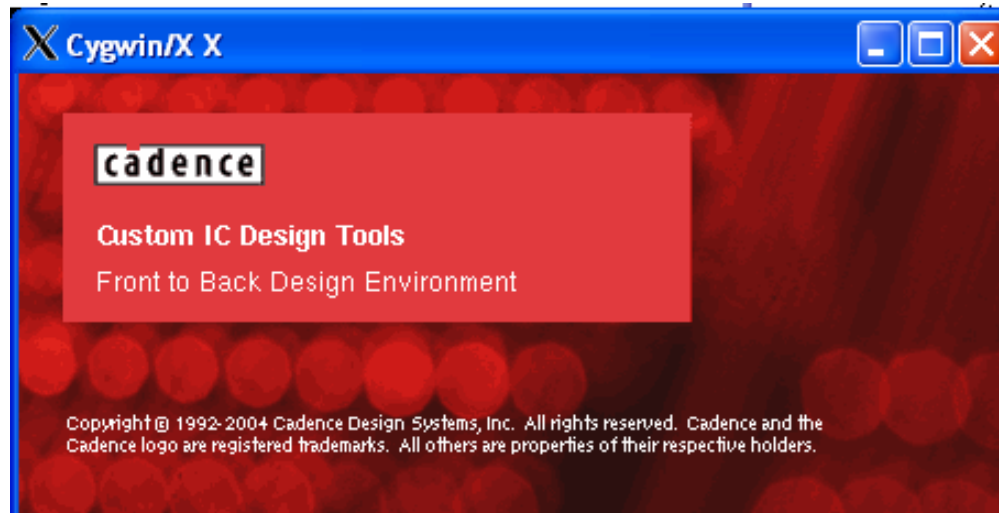 Cygwin/X X
cādence
Custom IC Design Tools
Front to Back Design Environment
Copyright © 1992-2004 Cadence Design Systems, Inc. All rights reserved. Cadence and the
Cadence logo are registered trademarks. All others are properties of their respective holders.